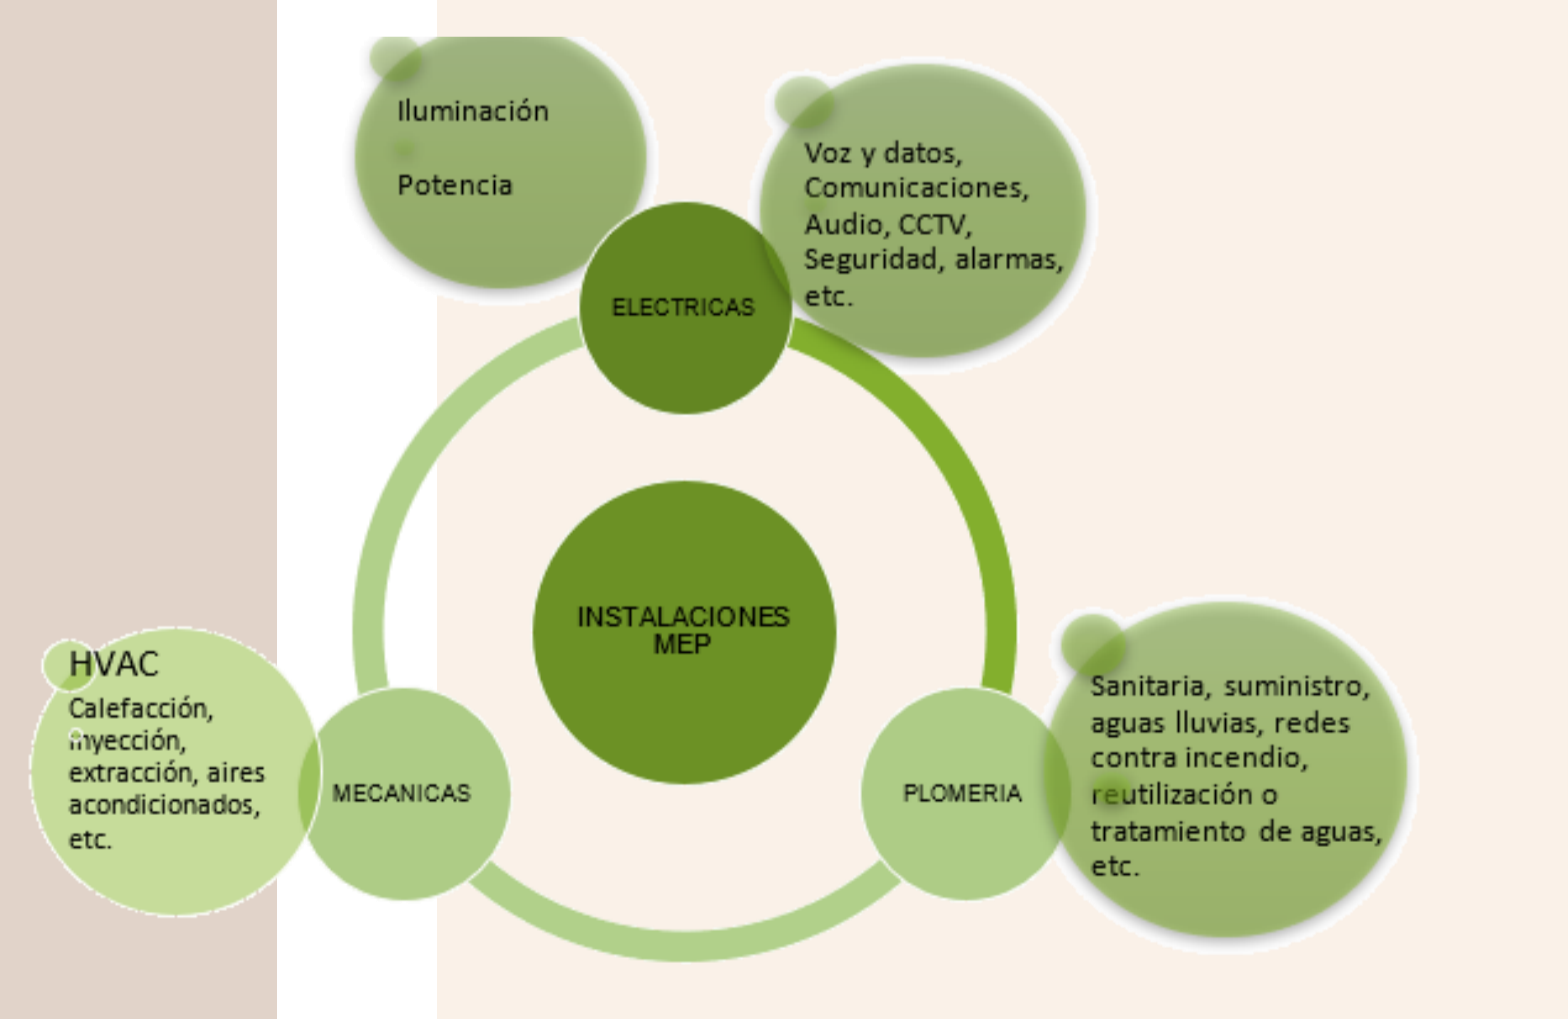 Iluminación
Potencia
Voz y datos,
Comunicaciones,
Audio, CCTV,
Seguridad, alarmas,
etc.
ELECTRICAS
INSTALACIONES
MEP
HVAC
Calefacción,
inyección,
extracción, aires
acondicionados,
etc.
MECANICAS
PLOMERIA
Sanitaria, suministro,
aguas lluvias, redes
contra incendio,
reutilización o
tratamiento de aguas,
etc.